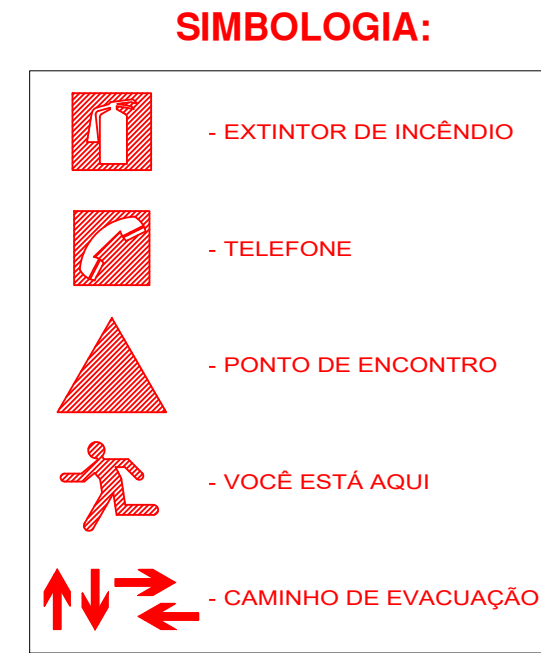 SIMBOLOGIA:
- EXTINTOR DE INCÊNDIO
- TELEFONE
- PONTO DE ENCONTRO
- VOCÊ ESTÁ AQUI
- CAMINHO DE EVACUAÇÃO